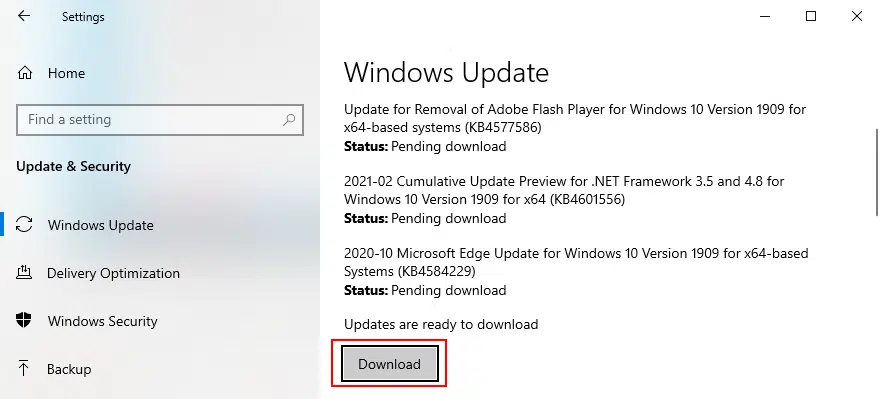 Settings
Home
Find a setting
Update & Security
Windows Update
Delivery Optimization
Windows Security
Backup
Windows Update
Update for Removal of Adobe Flash Player for Windows 10 Version 1909 for
x64-based systems (KB4577586)
Status: Pending download
2021-02 Cumulative Update Preview for .NET Framework 3.5 and 4.8 for
Windows 10 Version 1909 for x64 (KB4601556)
Status: Pending download
2020-10 Microsoft Edge Update for Windows 10 Version 1909 for x64-based
Systems (KB4584229)
Status: Pending download
Updates are ready to download
Download